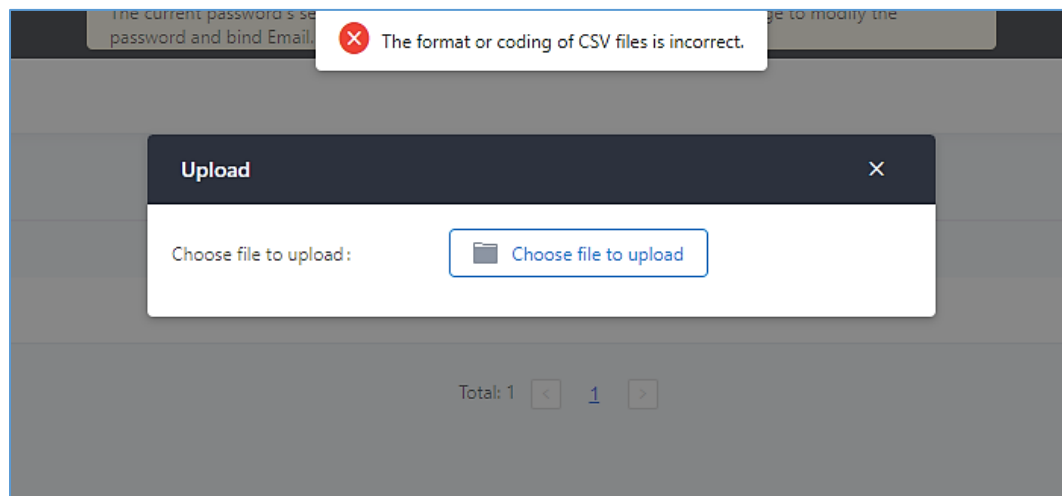 The current password's se
ge to modify the
password and bind Email.
The format or coding of CSV files is incorrect.
Upload
Choose file to upload:
Choose file to upload
Total: 1 < 1 >